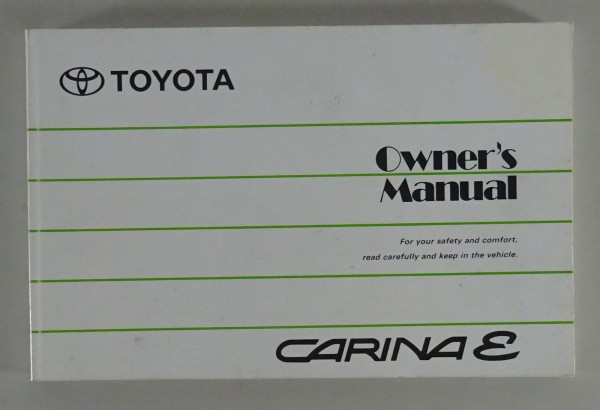 TOYOTA
Owner's
Manual
For your safety and comfort,
read carefully and keep in the vehicle.
CARINA E